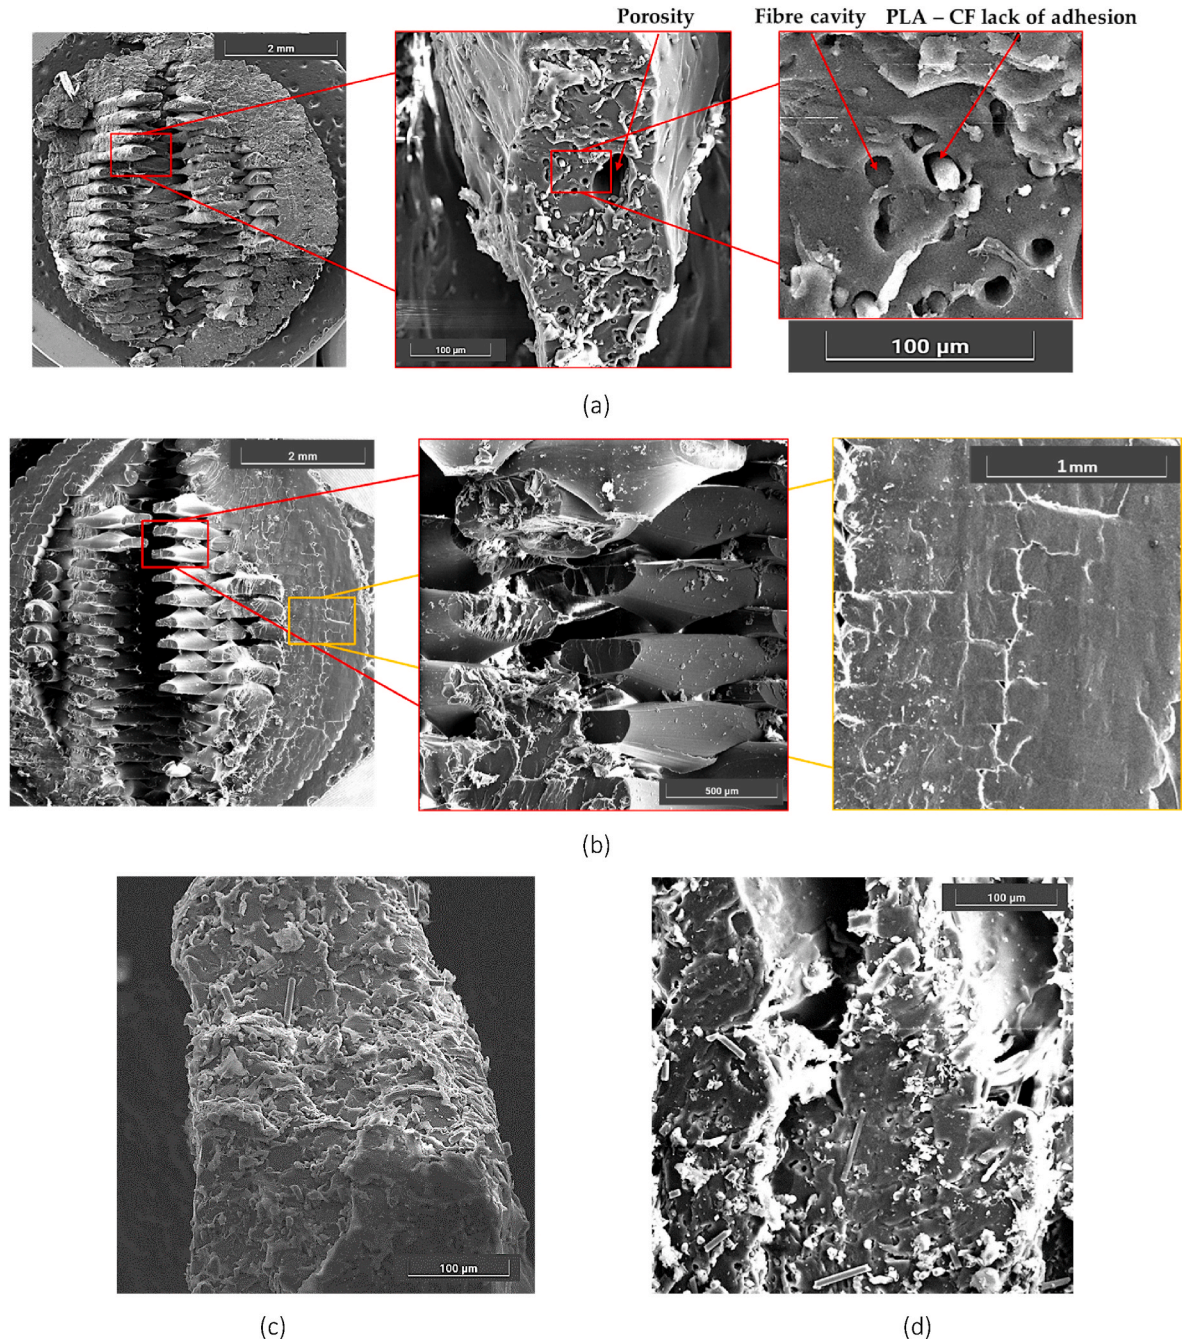 Porosity
Fibre cavity
PLA – CF lack of adhesion
2 mm
100 µm
100 µm
(a)
2 mm
500 µm
1 mm
(b)
100 µm
100 µm
(c)
(d)